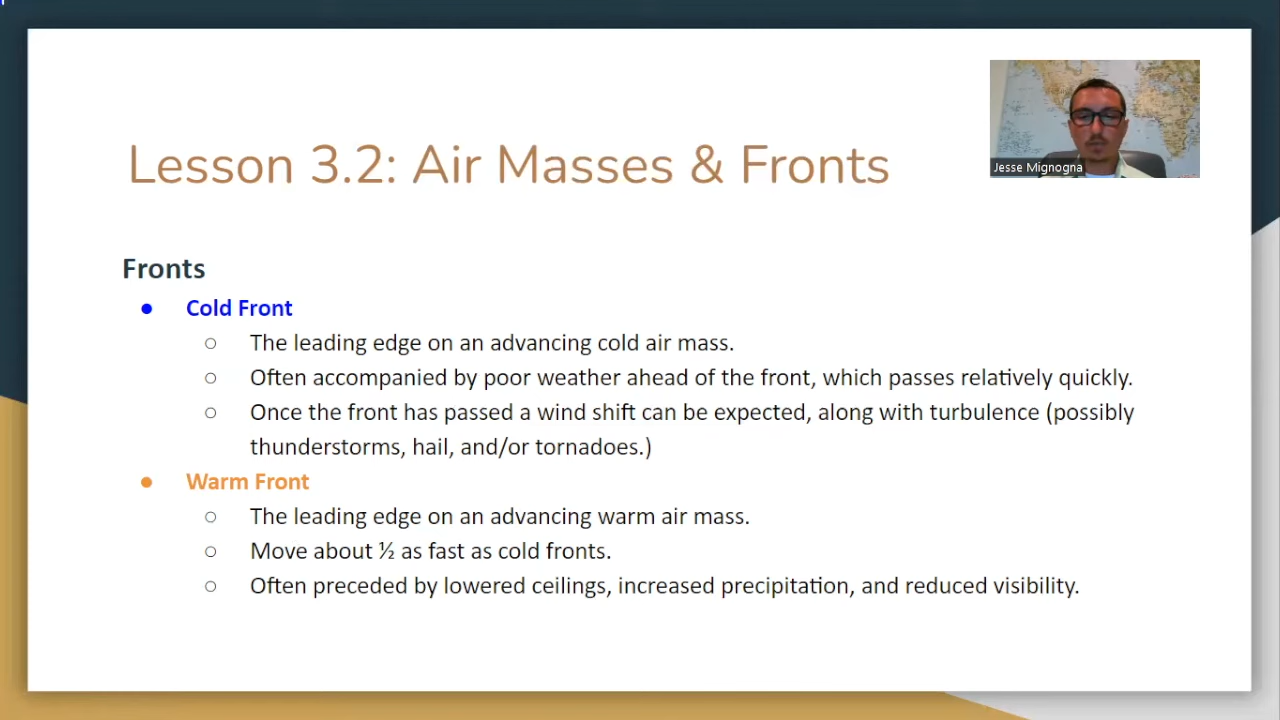 Lesson 3.2: Air Masses & Fronts
Jesse Mignogna
Fronts
● Cold Front
○ The leading edge on an advancing cold air mass.
○ Often accompanied by poor weather ahead of the front, which passes relatively quickly.
○ Once the front has passed a wind shift can be expected, along with turbulence (possibly
thunderstorms, hail, and/or tornadoes.)
● Warm Front
○ The leading edge on an advancing warm air mass.
○ Move about ½ as fast as cold fronts.
○ Often preceded by lowered ceilings, increased precipitation, and reduced visibility.